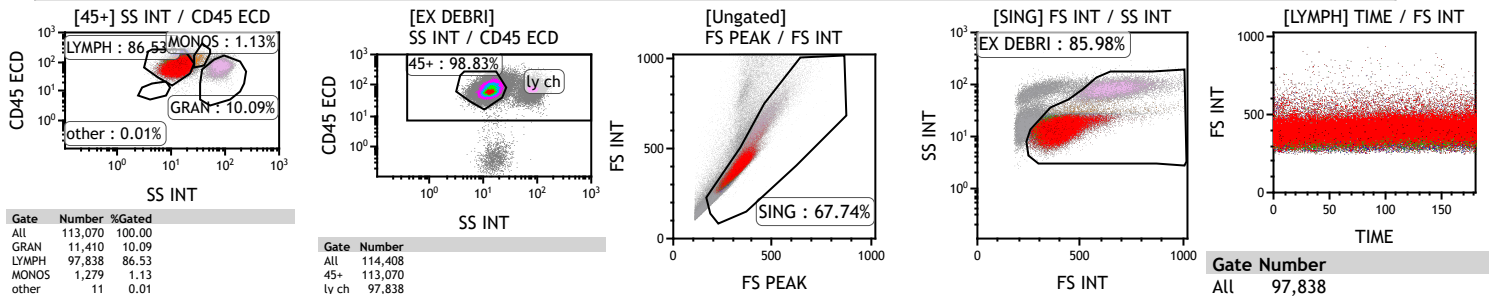 [45+] SS INT / CD45 ECD
CD45 ECD
10³
10²
10¹
10⁰
LYMPH : 86.53
MONOS : 1.13%
GRAN : 10.09%
other : 0.01%
10⁰ 10¹ 10² 10³
SS INT
Gate Number %Gated
All 113,070 100.00
GRAN 11,410 10.09
LYMPH 97,838 86.53
MONOS 1,279 1.13
other 11 0.01
[EX DEBRI]
SS INT / CD45 ECD
CD45 ECD
10³
10²
10¹
10⁰
45+ : 98.83%
ly ch
10⁰ 10¹ 10² 10³
SS INT
Gate Number
All 114,408
45+ 113,070
ly ch 97,838
[Ungated]
FS PEAK / FS INT
FS INT
1000
500
0
SING : 67.74%
0 500 1000
FS PEAK
[SING] FS INT / SS INT
SS INT
10³
10²
10¹
10⁰
EX DEBRI : 85.98%
0 500 1000
FS INT
[LYMPH] TIME / FS INT
FS INT
1000
500
0
0 50 100 150
TIME
Gate Number
All 97,838